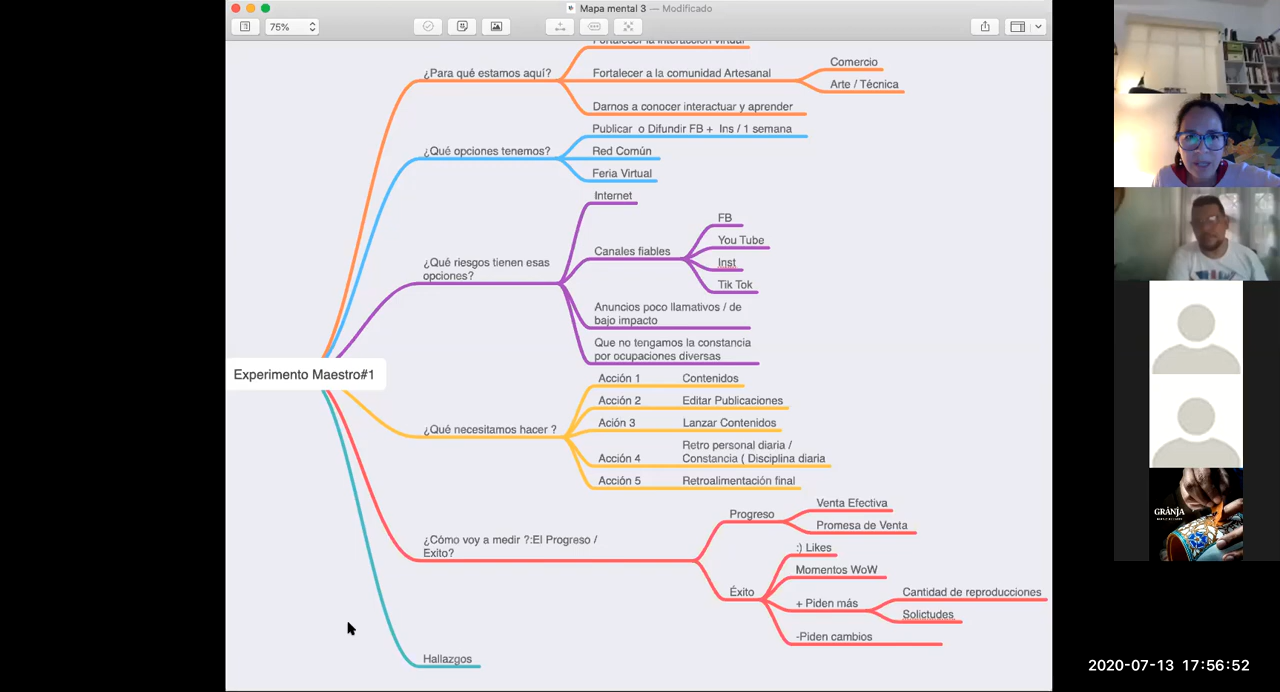 Mapa mental 3 — Modificado
75%
Fortalecer la interacción virtual
¿Para qué estamos aquí?
Fortalecer a la comunidad Artesanal
Comercio
Arte / Técnica
Darnos a conocer interactuar y aprender
¿Qué opciones tenemos?
Publicar o Difundir FB + Ins / 1 semana
Red Común
Feria Virtual
¿Qué riesgos tienen esas
opciones?
Internet
Canales fiables
FB
You Tube
Inst
Tik Tok
Anuncios poco llamativos / de
bajo impacto
Que no tengamos la constancia
por ocupaciones diversas
Experimento Maestro#1
¿Qué necesitamos hacer ?
Acción 1 Contenidos
Acción 2 Editar Publicaciones
Ación 3 Lanzar Contenidos
Acción 4 Retro personal diaria /
Constancia ( Disciplina diaria
Acción 5 Retroalimentación final
¿Cómo voy a medir ?:El Progreso /
Exito?
Progreso
Venta Efectiva
Promesa de Venta
Éxito
:) Likes
Momentos WoW
+ Piden más
Cantidad de reproducciones
Solictudes
-Piden cambios
Hallazgos
GRANJA
2020-07-13 17:56:52